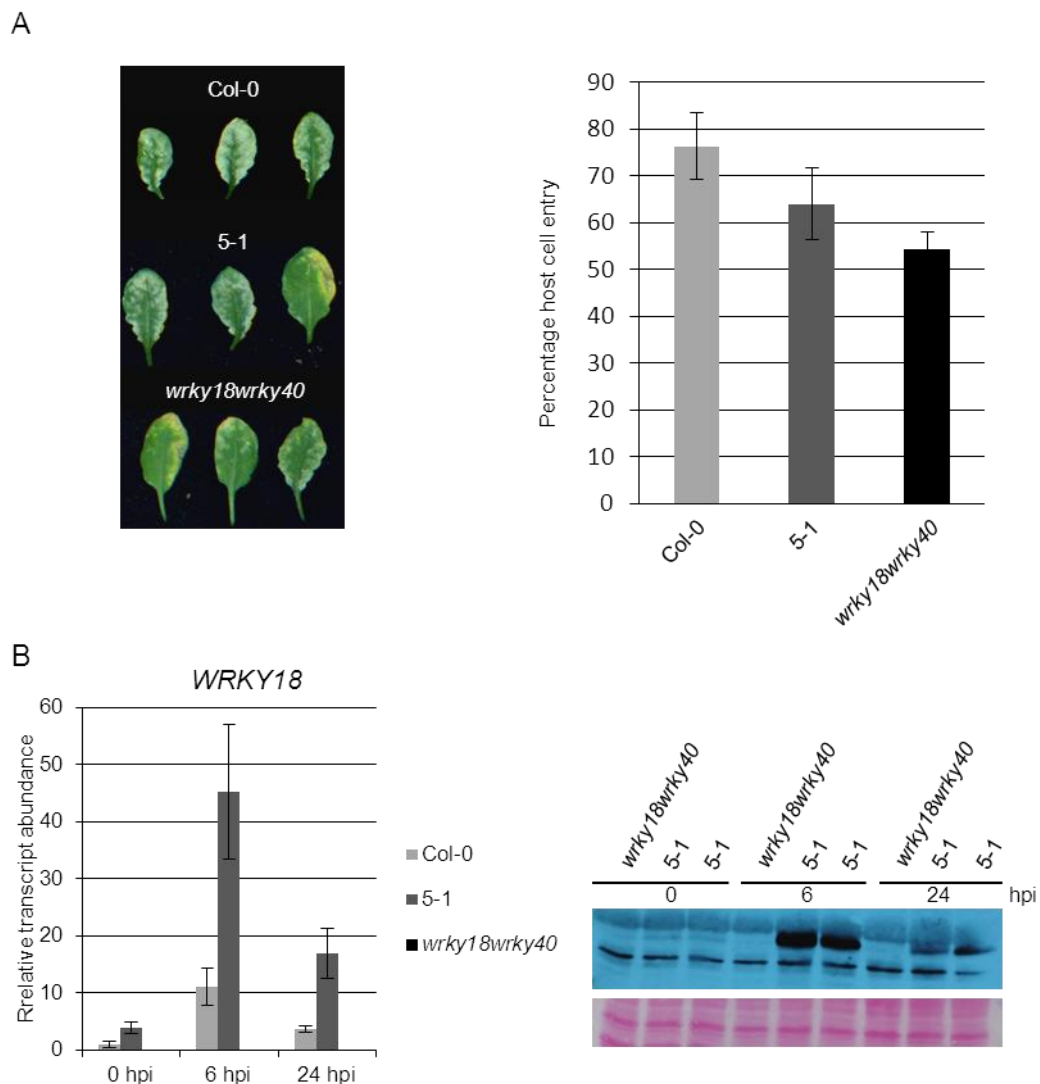 A
Col-0
5-1
wrky18wrky40
Percentage host cell entry
90
80
70
60
50
40
30
20
10
0
Col-0
5-1
wrky18wrky40
B
WRKY18
Rrelative transcript abundance
60
50
40
30
20
10
0
0 hpi
6 hpi
24 hpi
Col-0
5-1
wrky18wrky40
wrky18wrky40 5-1 5-1 wrky18wrky40 5-1 5-1 wrky18wrky40 5-1 5-1
0 6 24 hpi